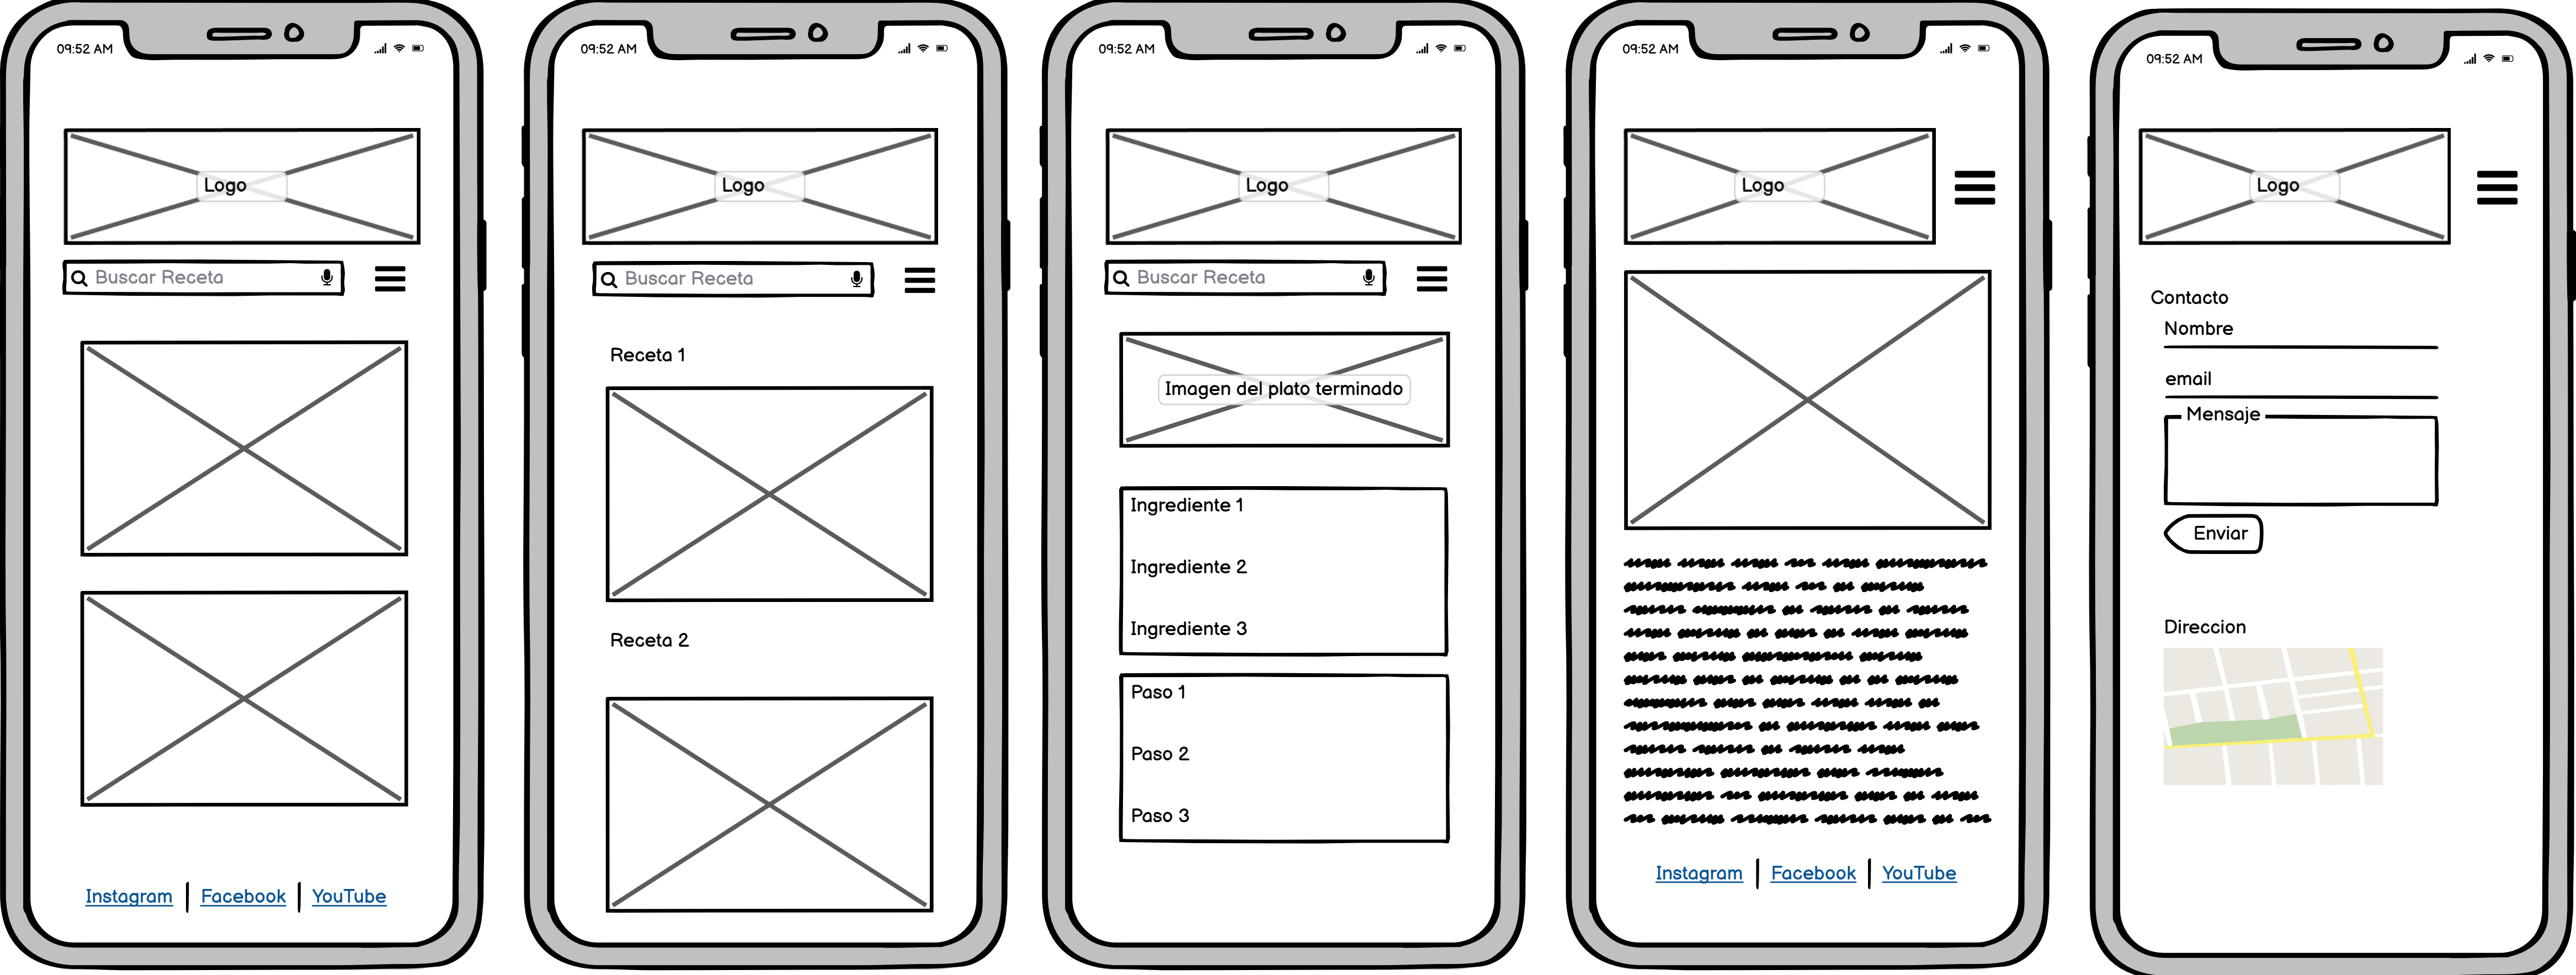 09:52 AM
Logo
Buscar Receta
Instagram | Facebook | YouTube
09:52 AM
Logo
Buscar Receta
Receta 1
Receta 2
09:52 AM
Logo
Buscar Receta
Imagen del plato terminado
Ingrediente 1
Ingrediente 2
Ingrediente 3
Paso 1
Paso 2
Paso 3
09:52 AM
Logo
Instagram | Facebook | YouTube
09:52 AM
Logo
Contacto
Nombre
email
Mensaje
Enviar
Direccion